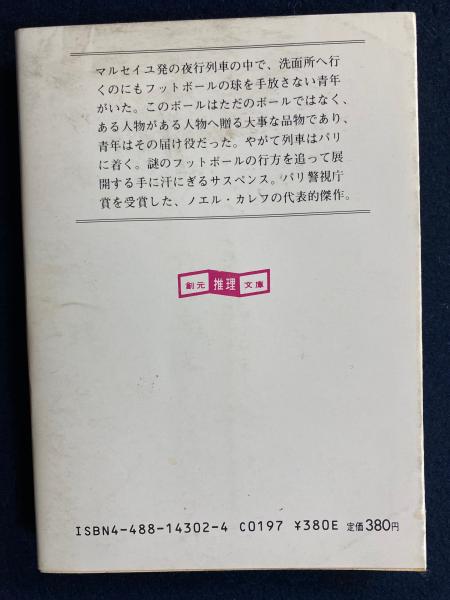 マルセイユ発の夜行列車の中で、洗面所へ行
くのにもフットボールの球を手放さない青年
がいた。このボールはただのボールではなく、
ある人物がある人物へ贈る大事な品物であり、
青年はその届け役だった。やがて列車はパリ
に着く。謎のフットボールの行方を追って展
開する手に汗にぎるサスペンス。パリ警視庁
賞を受賞した、ノエル・カレフの代表的傑作。
創元 推理 文庫
ISBN4-488-14302-4 C0197 ¥380E 定価380円